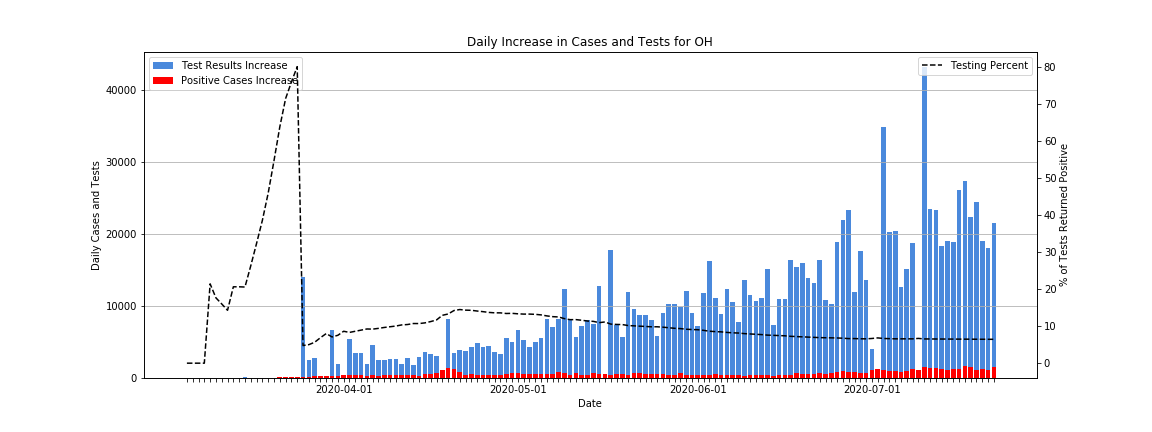 Daily Increase in Cases and Tests for OH
Test Results Increase
Positive Cases Increase
Testing Percent
40000
30000
20000
10000
0
Daily Cases and Tests
80
70
60
50
40
30
20
10
0
% of Tests Returned Positive
2020-04-01
2020-05-01
2020-06-01
2020-07-01
Date